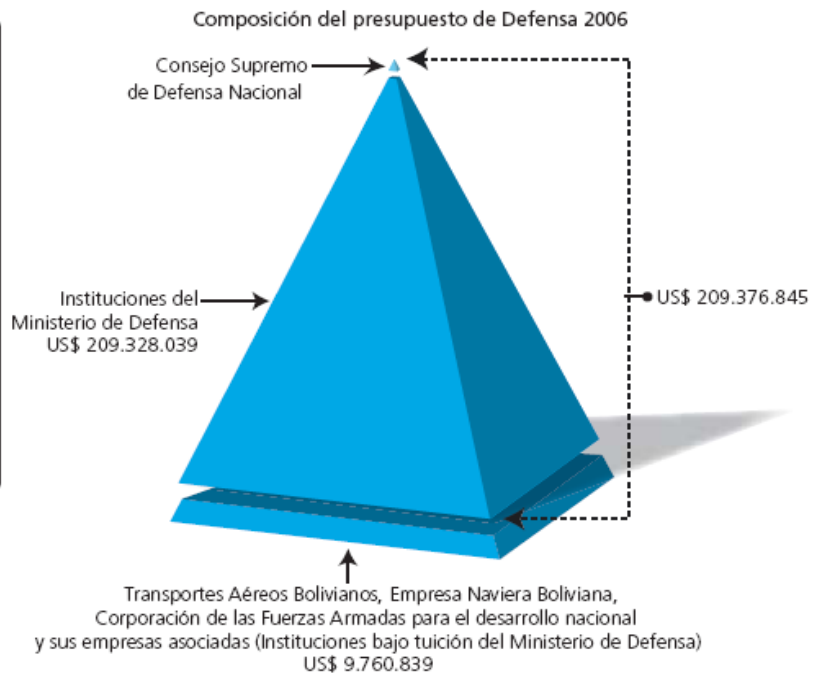 Composición del presupuesto de Defensa 2006
Consejo Supremo
de Defensa Nacional
Instituciones del
Ministerio de Defensa
US$ 209.328.039
US$ 209.376.845
Transportes Aéreos Bolivianos, Empresa Naviera Boliviana,
Corporación de las Fuerzas Armadas para el desarrollo nacional
y sus empresas asociadas (Instituciones bajo tuición del Ministerio de Defensa)
US$ 9.760.839